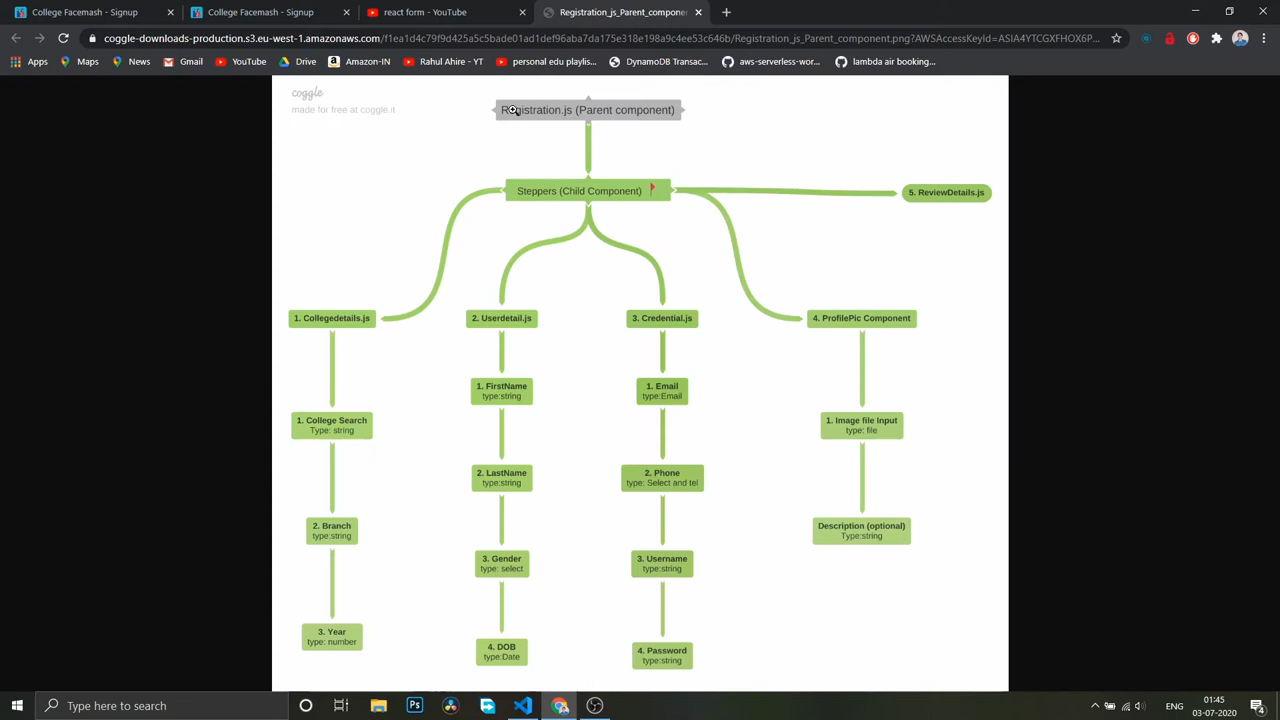 College Facemash - Signup
College Facemash - Signup
react form - YouTube
Registration_js_Parent_componen
coggle-downloads-production.s3.eu-west-1.amazonaws.com/f1ea1d4c79f9d425a5c5bade01ad1def96aba7da175e318e198a9c4ee53c646b/Registration_js_Parent_component.png?AWSAccessKeyId=ASIA4YTCGXFHOX6P...
Apps
Maps
News
Gmail
YouTube
Drive
Amazon-IN
Rahul Ahire - YT
personal edu playlis...
DynamoDB Transac...
aws-serverless-wor...
lambda air booking...
coggle
made for free at coggle.it
Registration.js (Parent component)
Steppers (Child Component)
5. ReviewDetails.js
1. Collegedetails.js
2. Userdetail.js
3. Credential.js
4. ProfilePic Component
1. FirstName
type:string
1. Email
type:Email
1. College Search
Type: string
1. Image file Input
type: file
2. LastName
type:string
2. Phone
type: Select and tel
2. Branch
type:string
Description (optional)
Type:string
3. Gender
type: select
3. Username
type:string
3. Year
type: number
4. DOB
type:Date
4. Password
type:string
Type here to search
ENG
01:45
03-07-2020